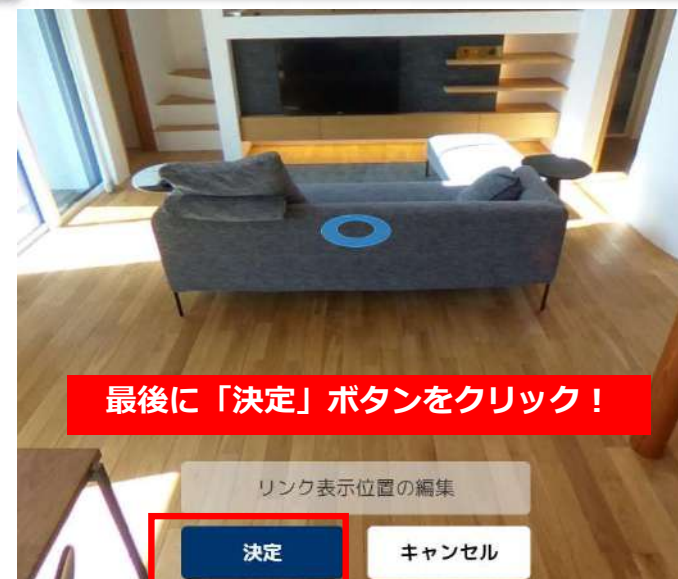 最後に「決定」ボタンをクリック！
リンク表示位置の編集
決定
キャンセル